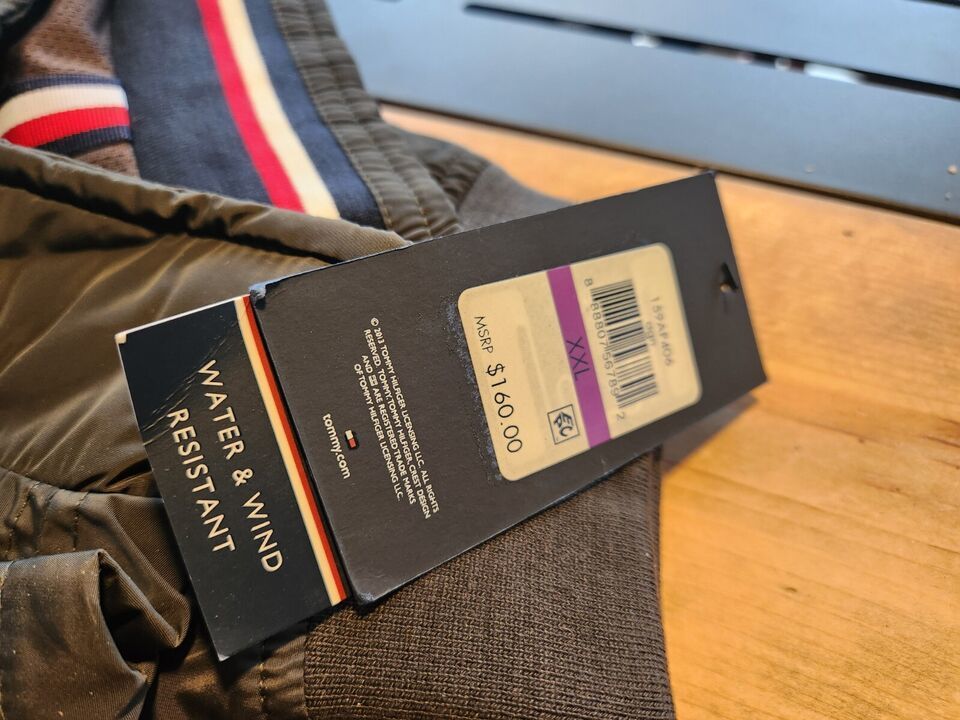 WATER & WIND
RESISTANT
© 2013 TOMMY HILFIGER LICENSING LLC. ALL RIGHTS
RESERVED. TOMMY, TOMMY HILFIGER, CREST DESIGN
AND ARE REGISTERED TRADE MARKS
OF TOMMY HILFIGER LICENSING LLC.
tommy.com
159AP406
XXL
MSRP $160.00